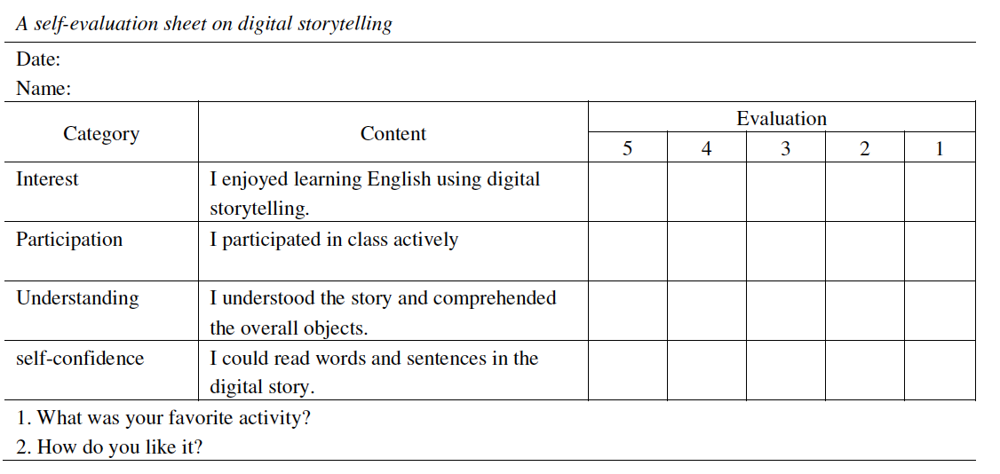 A self-evaluation sheet on digital storytelling
Date:
Name:
Category Content Evaluation
5 4 3 2 1
Interest I enjoyed learning English using digital
storytelling.
Participation I participated in class actively
Understanding I understood the story and comprehended
the overall objects.
self-confidence I could read words and sentences in the
digital story.
1. What was your favorite activity?
2. How do you like it?